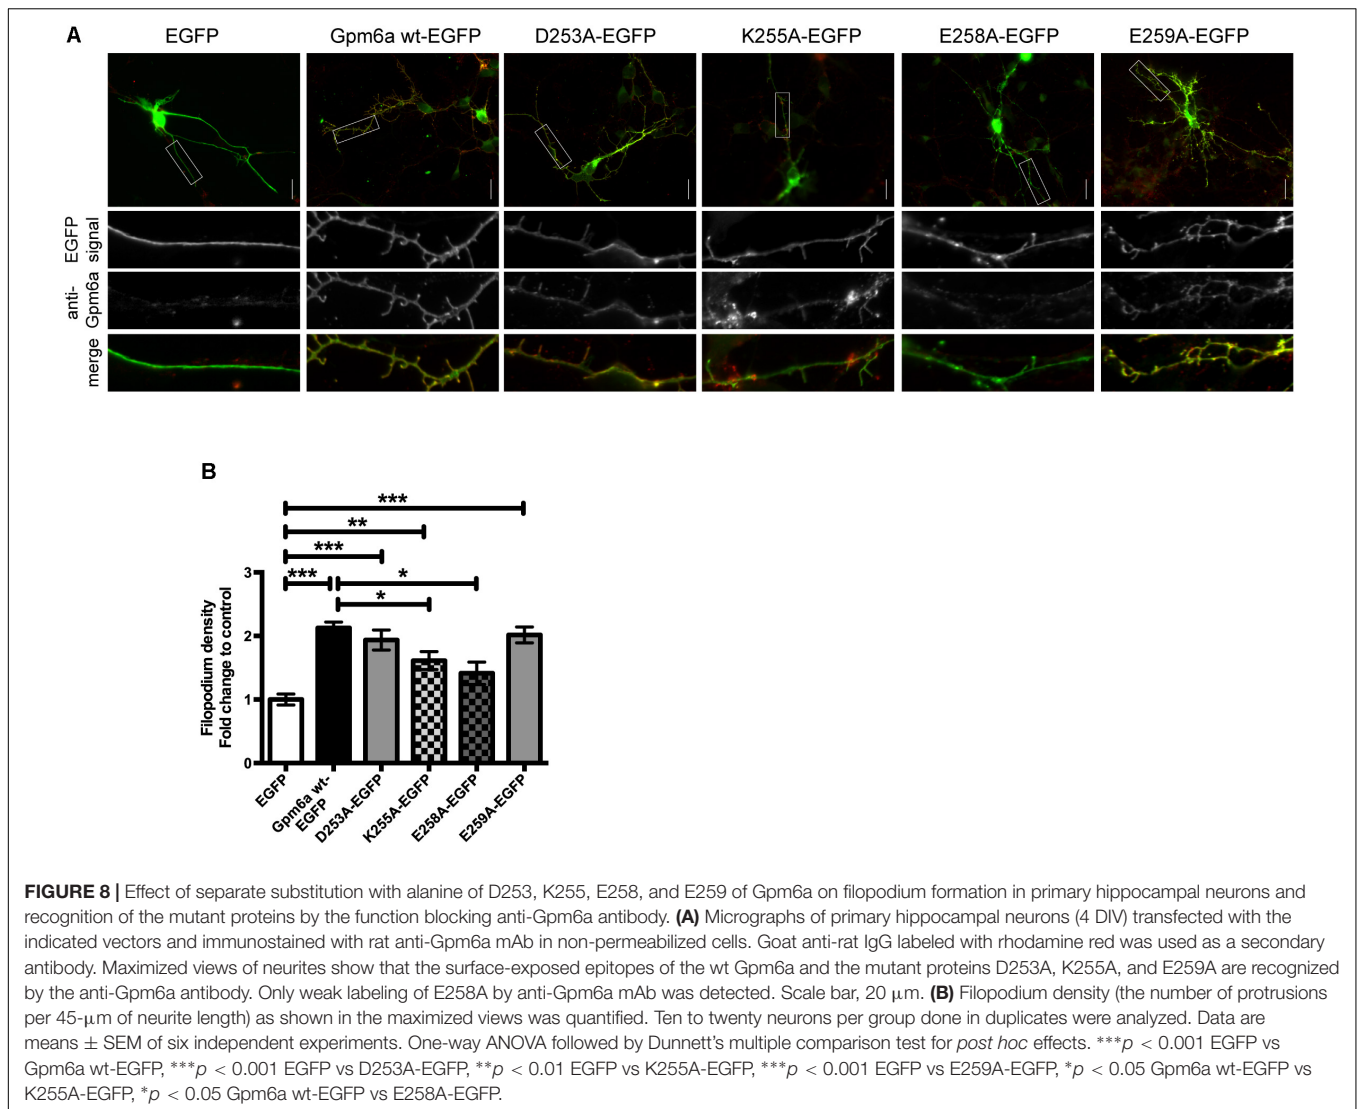 A
EGFP
Gpm6a wt-EGFP
D253A-EGFP
K255A-EGFP
E258A-EGFP
E259A-EGFP
EGFP
signal
anti-
Gpm6a
merge
B
***
**
***
***
*
*
Filopodium density
Fold change to control
3
2
1
0
EGFP
Gpm6a wt-
EGFP
D253A-EGFP
K255A-EGFP
E258A-EGFP
E259A-EGFP
FIGURE 8 | Effect of separate substitution with alanine of D253, K255, E258, and E259 of Gpm6a on filopodium formation in primary hippocampal neurons and
recognition of the mutant proteins by the function blocking anti-Gpm6a antibody. (A) Micrographs of primary hippocampal neurons (4 DIV) transfected with the
indicated vectors and immunostained with rat anti-Gpm6a mAb in non-permeabilized cells. Goat anti-rat IgG labeled with rhodamine red was used as a secondary
antibody. Maximized views of neurites show that the surface-exposed epitopes of the wt Gpm6a and the mutant proteins D253A, K255A, and E259A are recognized
by the anti-Gpm6a antibody. Only weak labeling of E258A by anti-Gpm6a mAb was detected. Scale bar, 20 μm. (B) Filopodium density (the number of protrusions
per 45-μm of neurite length) as shown in the maximized views was quantified. Ten to twenty neurons per group done in duplicates were analyzed. Data are
means ± SEM of six independent experiments. One-way ANOVA followed by Dunnett's multiple comparison test for post hoc effects. ***p < 0.001 EGFP vs
Gpm6a wt-EGFP, ***p < 0.001 EGFP vs D253A-EGFP, **p < 0.01 EGFP vs K255A-EGFP, ***p < 0.001 EGFP vs E259A-EGFP, *p < 0.05 Gpm6a wt-EGFP vs
K255A-EGFP, *p < 0.05 Gpm6a wt-EGFP vs E258A-EGFP.